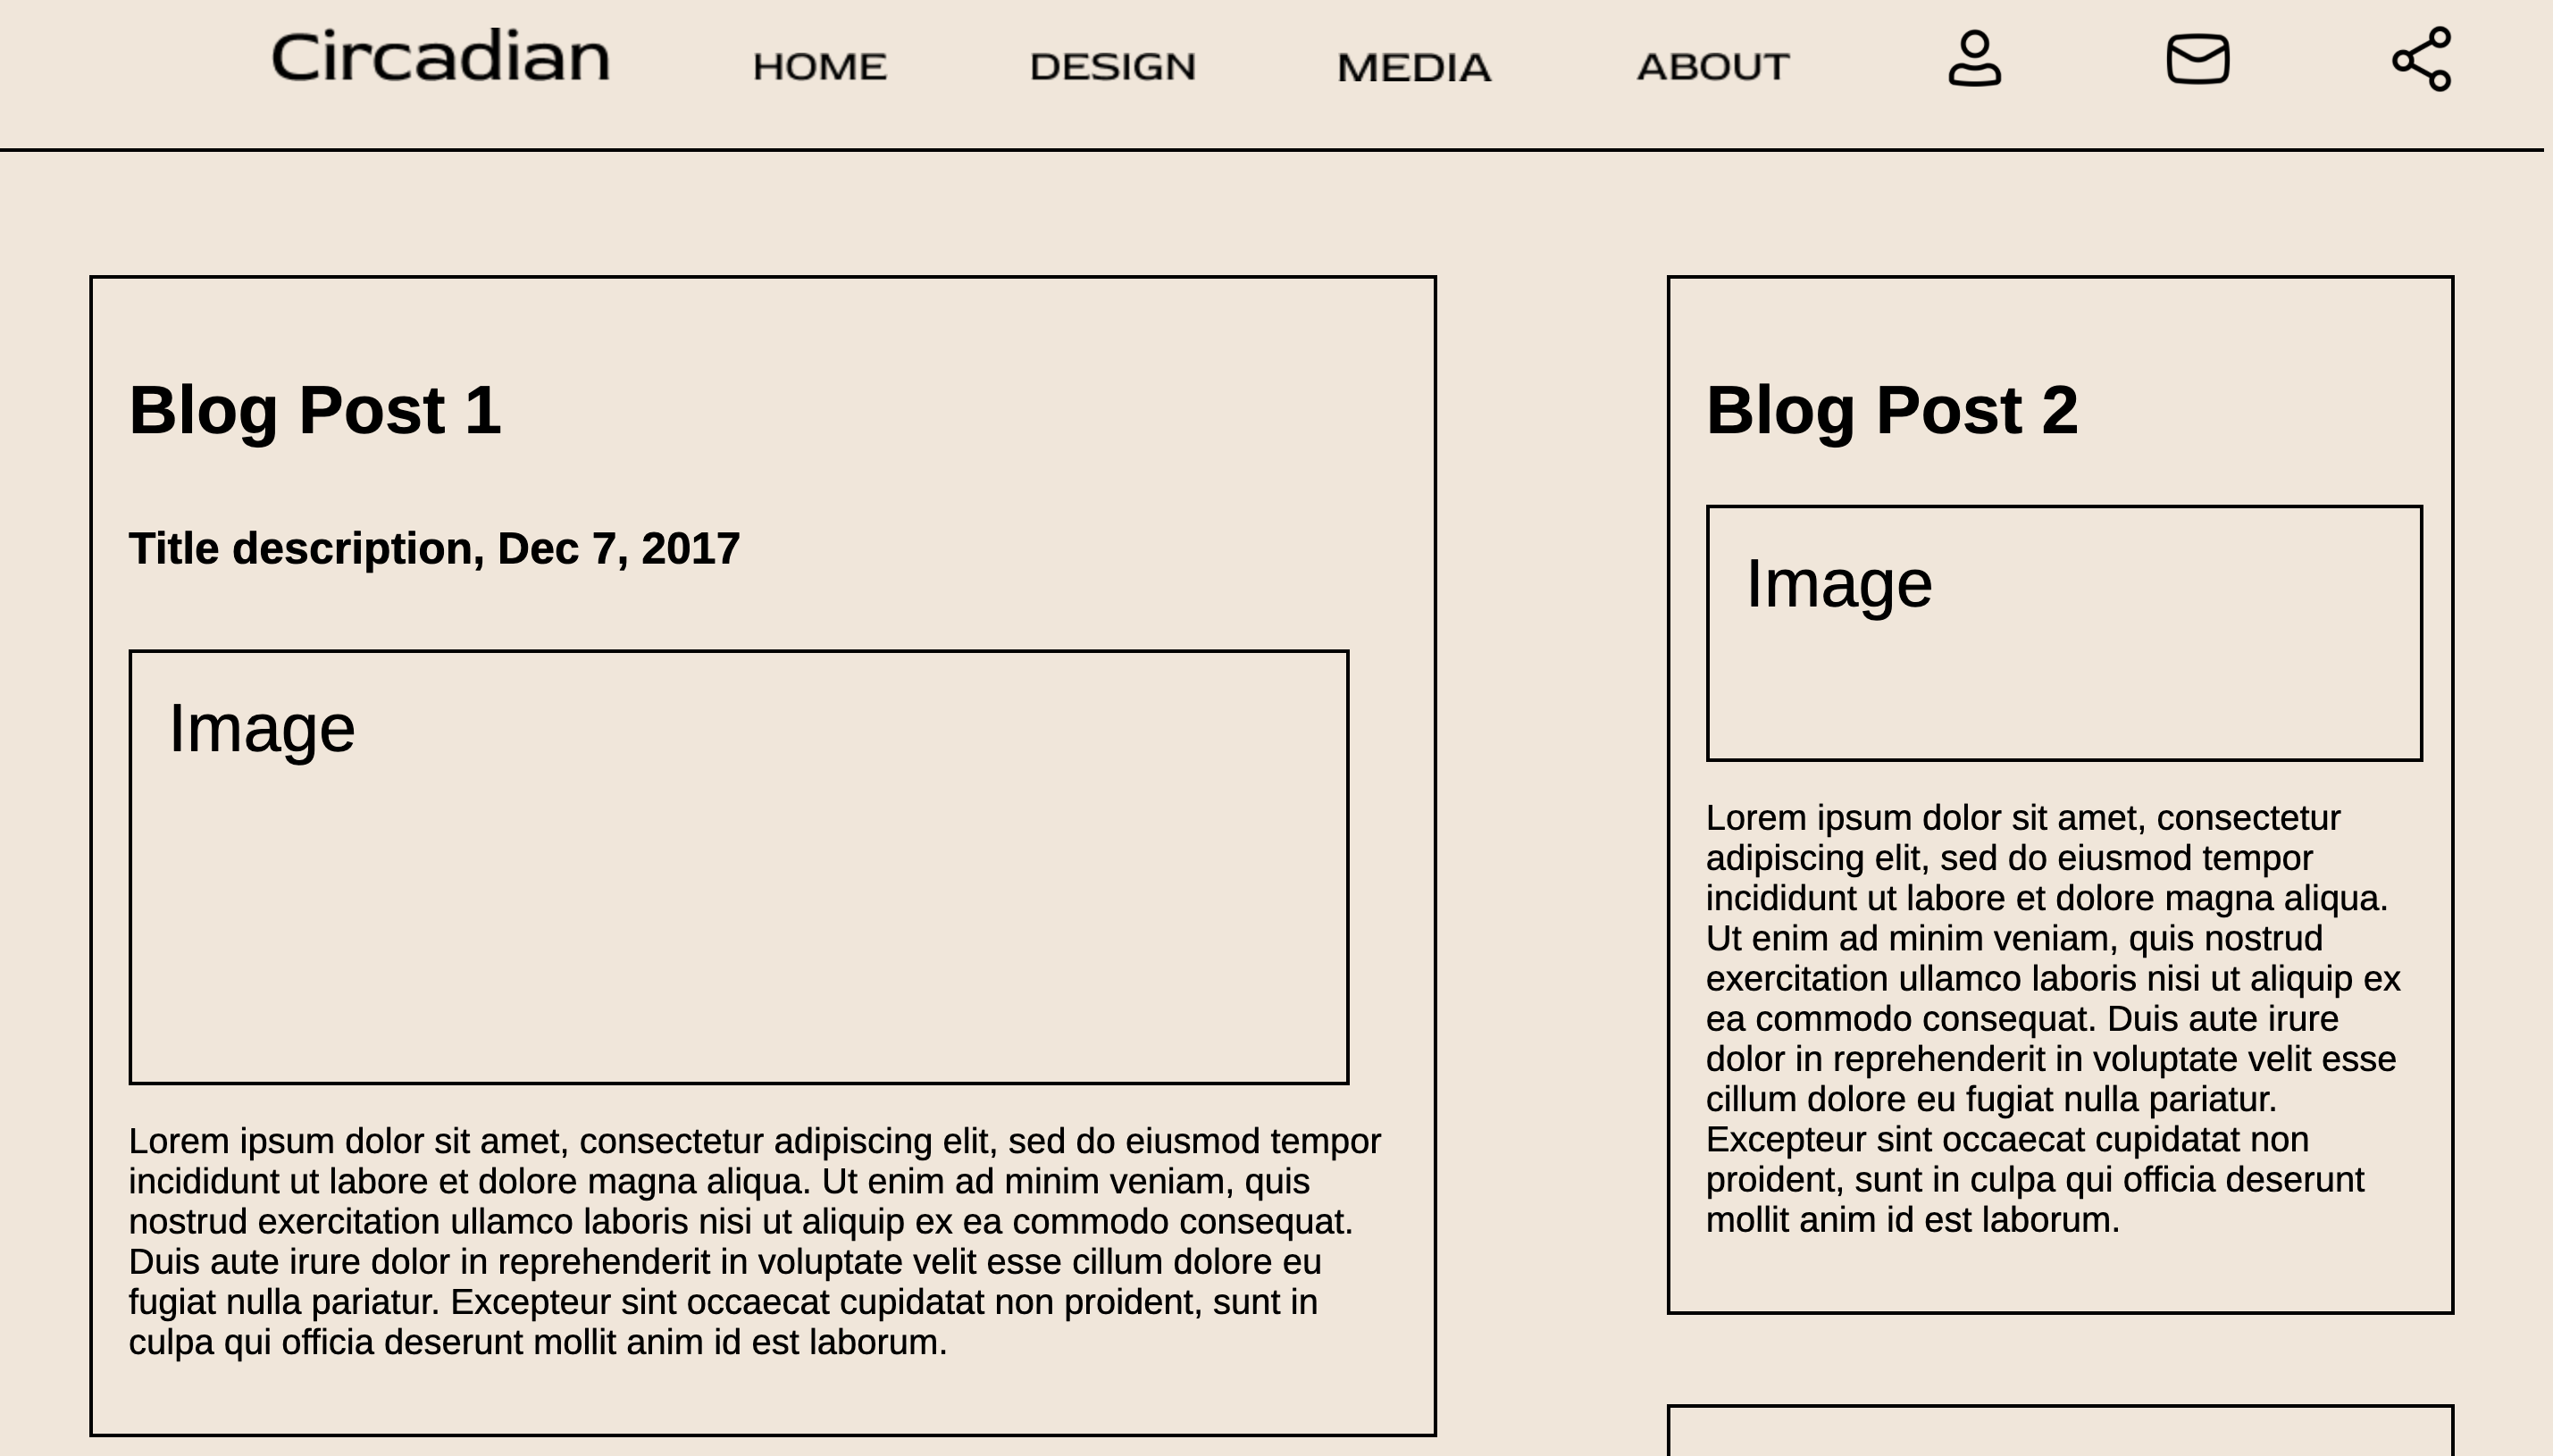 Circadian
HOME
DESIGN
MEDIA
ABOUT
Blog Post 1
Title description, Dec 7, 2017
Image
Lorem ipsum dolor sit amet, consectetur adipiscing elit, sed do eiusmod tempor
incididunt ut labore et dolore magna aliqua. Ut enim ad minim veniam, quis
nostrud exercitation ullamco laboris nisi ut aliquip ex ea commodo consequat.
Duis aute irure dolor in reprehenderit in voluptate velit esse cillum dolore eu
fugiat nulla pariatur. Excepteur sint occaecat cupidatat non proident, sunt in
culpa qui officia deserunt mollit anim id est laborum.
Blog Post 2
Image
Lorem ipsum dolor sit amet, consectetur
adipiscing elit, sed do eiusmod tempor
incididunt ut labore et dolore magna aliqua.
Ut enim ad minim veniam, quis nostrud
exercitation ullamco laboris nisi ut aliquip ex
ea commodo consequat. Duis aute irure
dolor in reprehenderit in voluptate velit esse
cillum dolore eu fugiat nulla pariatur.
Excepteur sint occaecat cupidatat non
proident, sunt in culpa qui officia deserunt
mollit anim id est laborum.